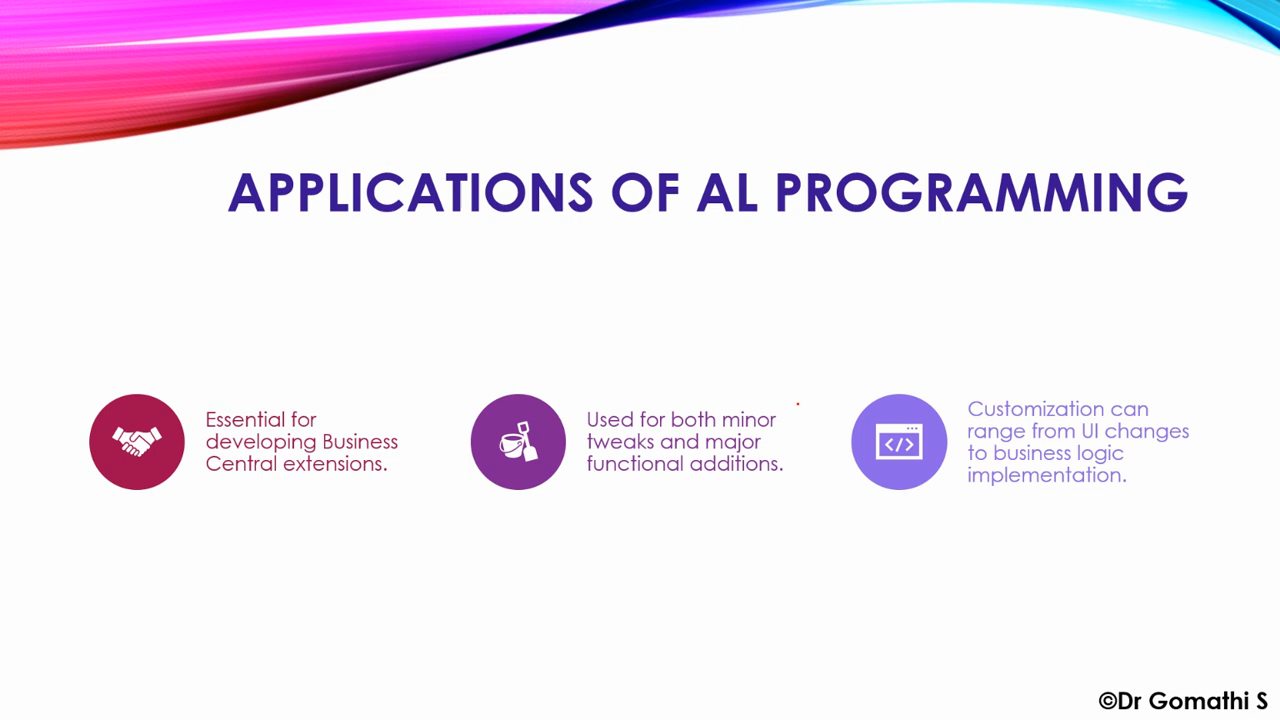 APPLICATIONS OF AL PROGRAMMING
Essential for
developing Business
Central extensions.
Used for both minor
tweaks and major
functional additions.
Customization can
range from UI changes
to business logic
implementation.
©Dr Gomathi S